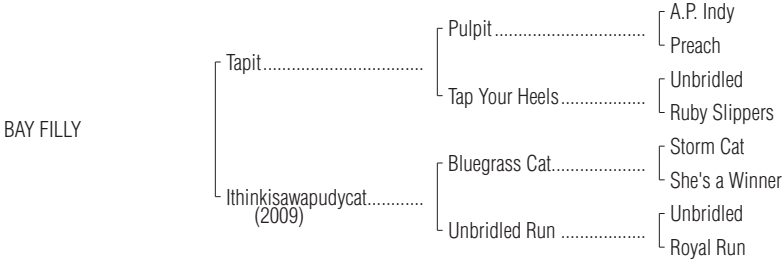 A.P. Indy
Pulpit................................
Preach
Tapit..................................
Unbridled
Tap Your Heels..................
Ruby Slippers
BAY FILLY
Storm Cat
Bluegrass Cat....................
She's a Winner
Ithinkisawapudycat............
(2009)
Unbridled
Unbridled Run ..................
Royal Run